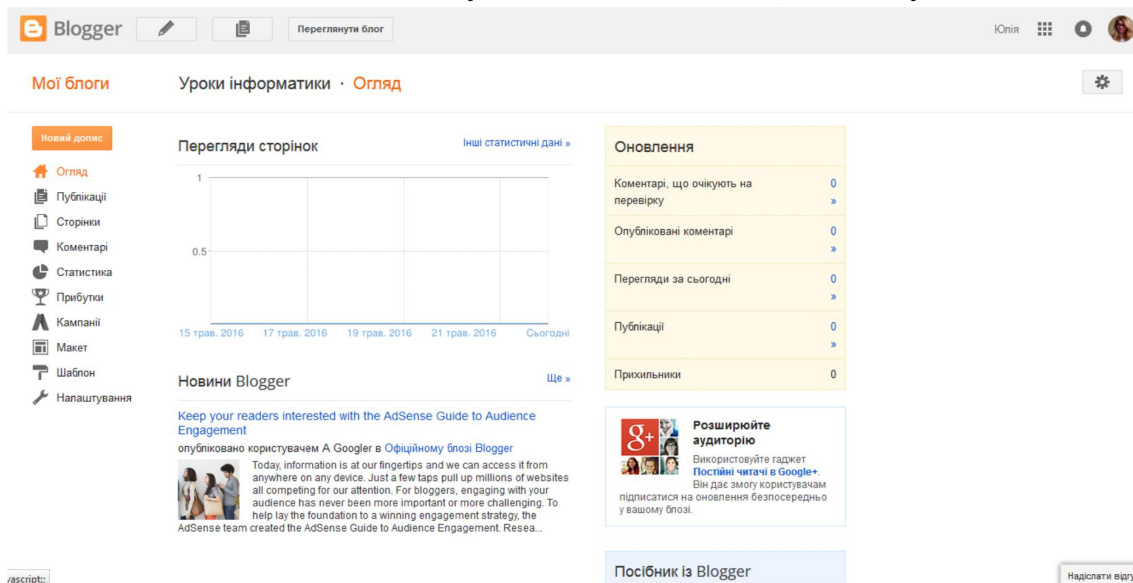 Blogger
Переглянути блог
Юлія
Мої блоги
Уроки інформатики · Огляд
Новий допис
Огляд
Публікації
Сторінки
Коментарі
Статистика
Прибутки
Кампанії
Макет
Шаблон
Налаштування
Перегляди сторінок
Інші статистичні дані »
1
0.5
15 трав. 2016 17 трав. 2016 19 трав. 2016 21 трав. 2016 Сьогодні
Новини Blogger
Ще »
Keep your readers interested with the AdSense Guide to Audience
Engagement
опубліковано користувачем A Googler в Офіційному блозі Blogger
Today, information is at our fingertips and we can access it from
anywhere on any device. Just a few taps pull up millions of websites
all competing for our attention. For bloggers, engaging with your
audience has never been more important or more challenging. To
help lay the foundation to a winning engagement strategy, the
AdSense team created the AdSense Guide to Audience Engagement. Resea...
Оновлення
Коментарі, що очікують на 0
перевірку »
Опубліковані коментарі 0
»
Перегляди за сьогодні 0
»
Публікації 0
»
Прихильники 0
g+
Розширюйте
аудиторію
Використовуйте гаджет
Постійні читачі в Google+.
Він дає змогу користувачам
підписатися на оновлення безпосередньо
у вашому блозі.
Посібник із Blogger
vascript:;
Надіслати відгу